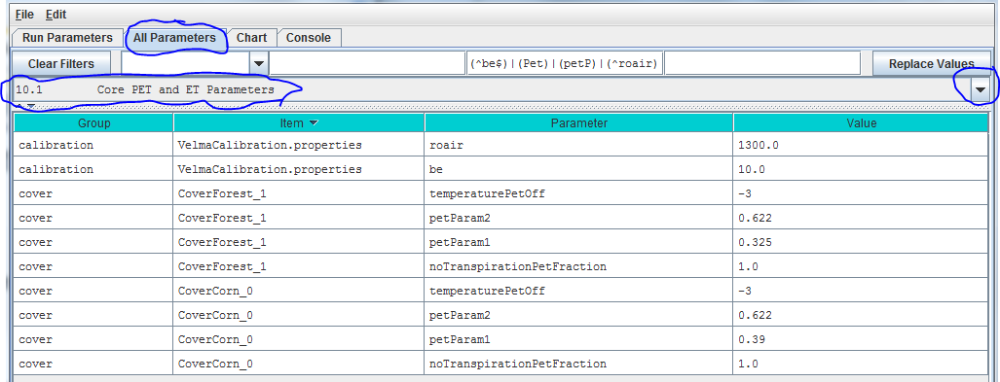 File Edit
Run Parameters All Parameters Chart Console
Clear Filters (^be$)|(Pet)|(petP)|(^roair) Replace Values...
10.1 Core PET and ET Parameters
Group Item Parameter Value
calibration VelmaCalibration.properties roair 1300.0
calibration VelmaCalibration.properties be 10.0
cover CoverForest_1 temperaturePetOff -3
cover CoverForest_1 petParam2 0.622
cover CoverForest_1 petParam1 0.325
cover CoverForest_1 noTranspirationPetFraction 1.0
cover CoverCorn_0 temperaturePetOff -3
cover CoverCorn_0 petParam2 0.622
cover CoverCorn_0 petParam1 0.39
cover CoverCorn_0 noTranspirationPetFraction 1.0